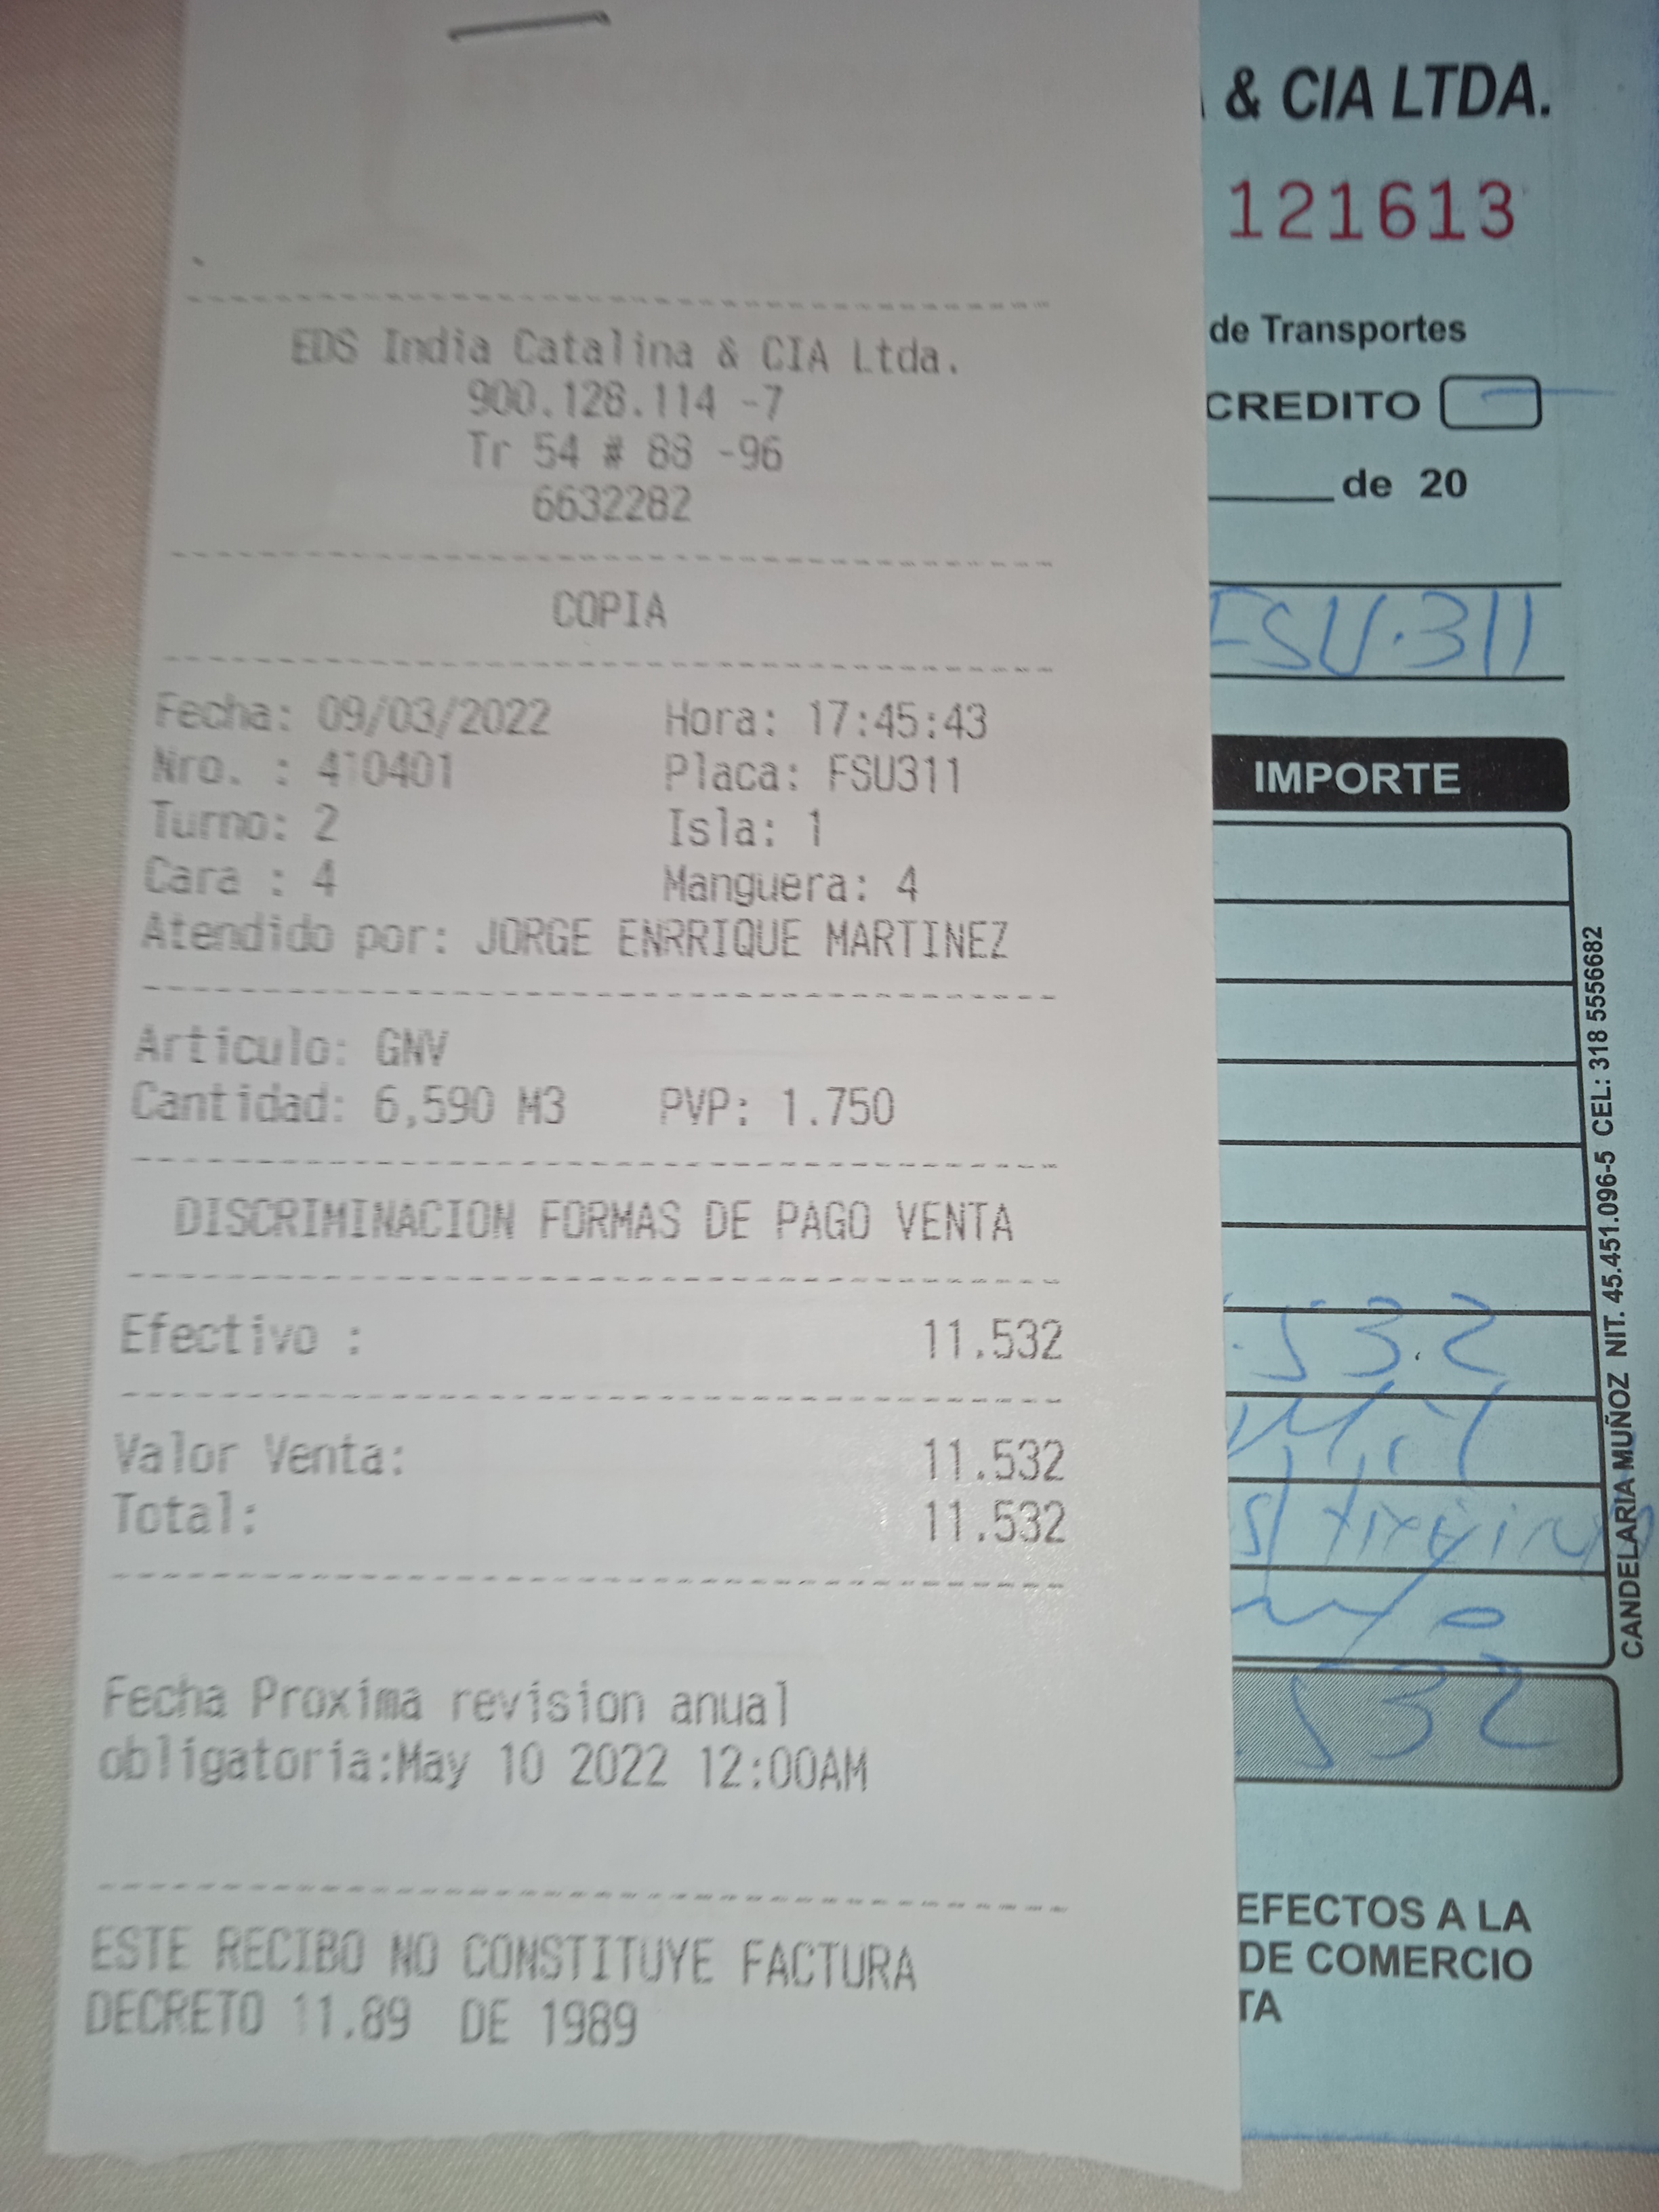 EDS India Catalina & CIA Ltda.
900.128.114 -7
Tr 54 # 88 -96
6632282
COPIA
Fecha: 09/03/2022 Hora: 17:45:43
Nro. : 410401 Placa: FSU311
Turno: 2 Isla: 1
Cara : 4 Manguera: 4
Atendido por: JORGE ENRRIQUE MARTINEZ
Articulo: GNV
Cantidad: 6,590 M3 PVP: 1.750
DISCRIMINACION FORMAS DE PAGO VENTA
Efectivo : 11.532
Valor Venta: 11.532
Total: 11.532
Fecha Proxima revision anual
obligatoria:May 10 2022 12:00AM
ESTE RECIBO NO CONSTITUYE FACTURA
DECRETO 11.89 DE 1989
& CIA LTDA.
121613
de Transportes
CREDITO
de 20
FSU.311
IMPORTE
.532
Mil
532
EFECTOS A LA
DE COMERCIO
TA
CANDELARIA MUÑOZ NIT. 45.451.096-5 CEL: 318 5556682